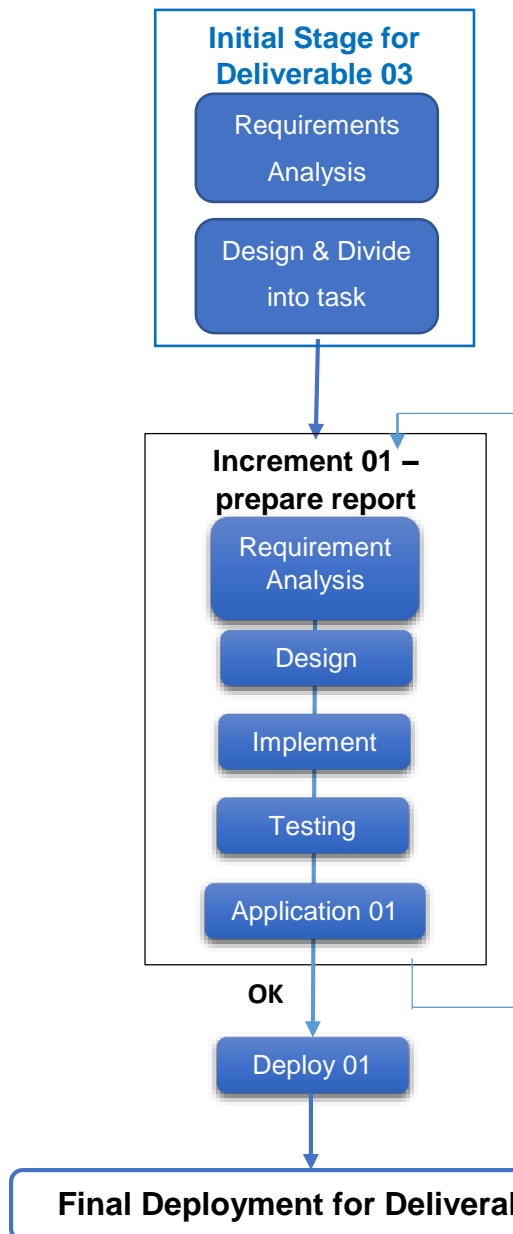 Initial Stage for
Deliverable 03
Requirements
Analysis
Design & Divide
into task
Increment 01 –
prepare report
Requirement
Analysis
Design
Implement
Testing
Application 01
OK
Deploy 01
Final Deployment for